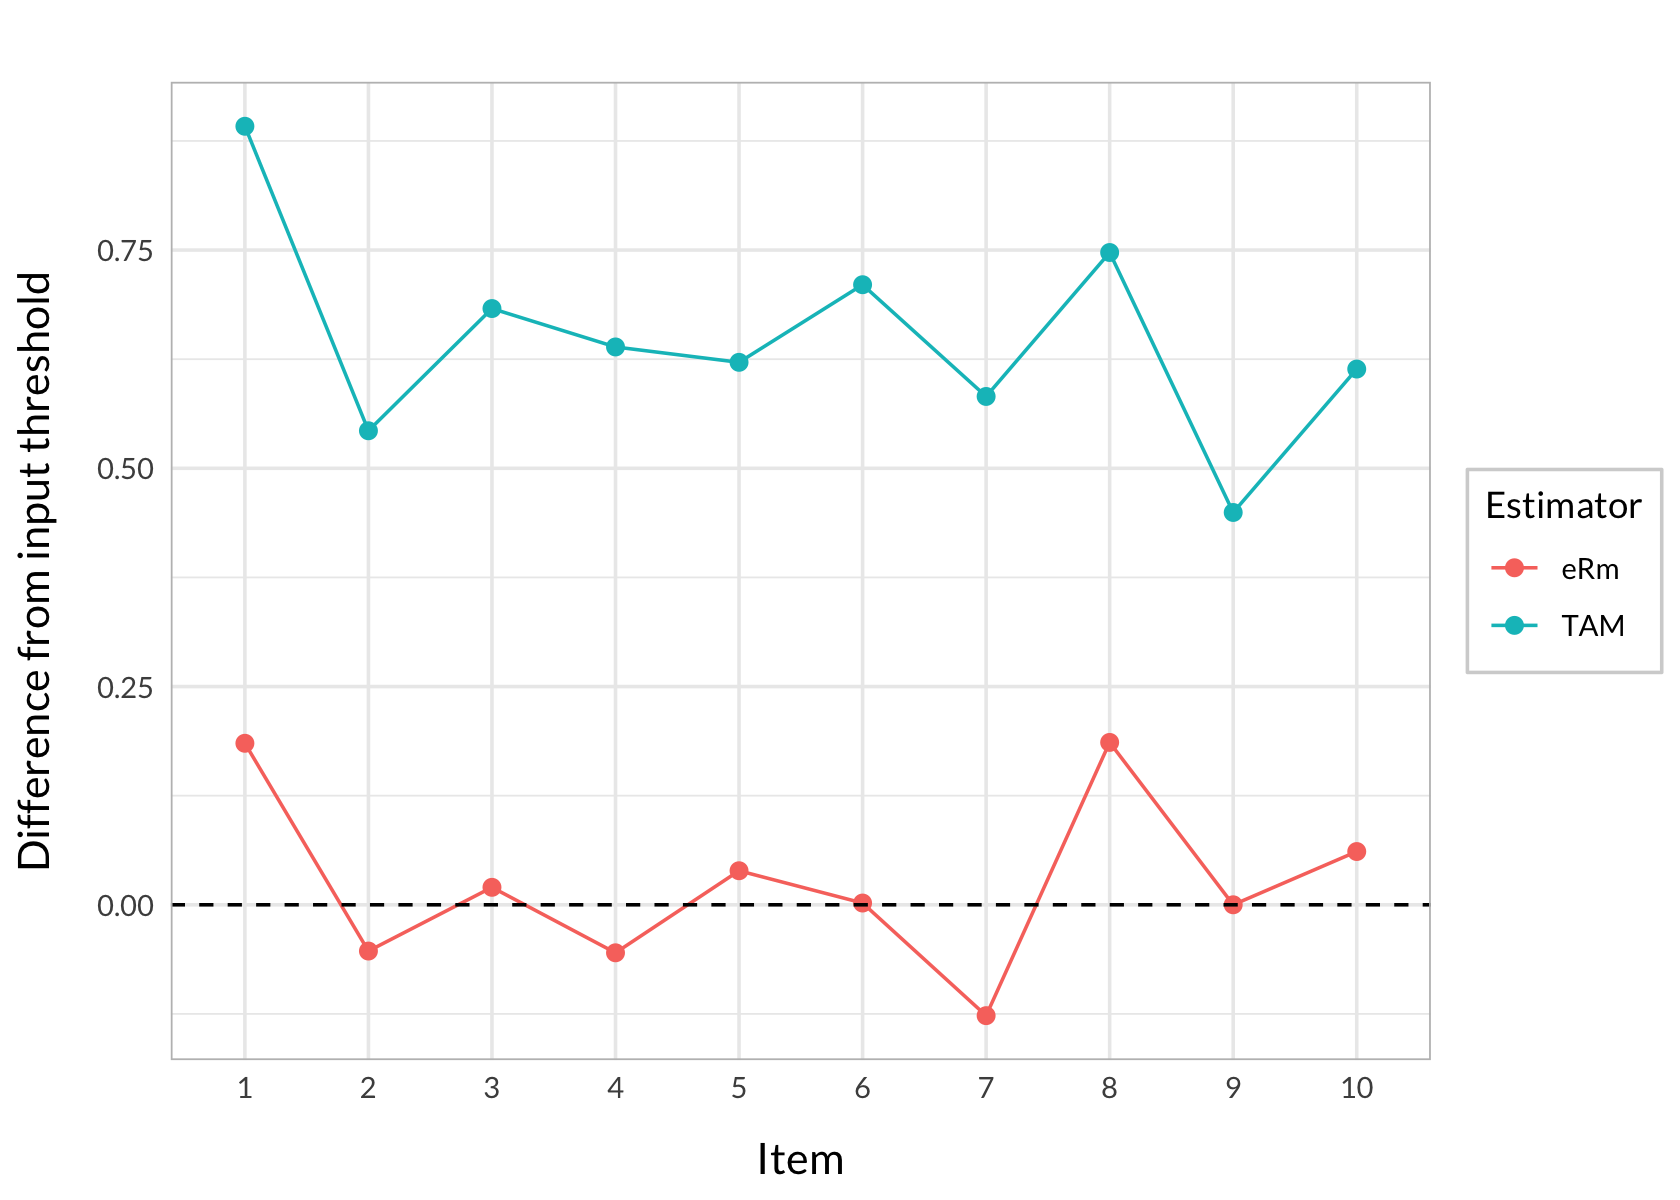 Difference from input threshold
0.75
0.50
0.25
0.00
1 2 3 4 5 6 7 8 9 10
Item
Estimator
eRm
TAM